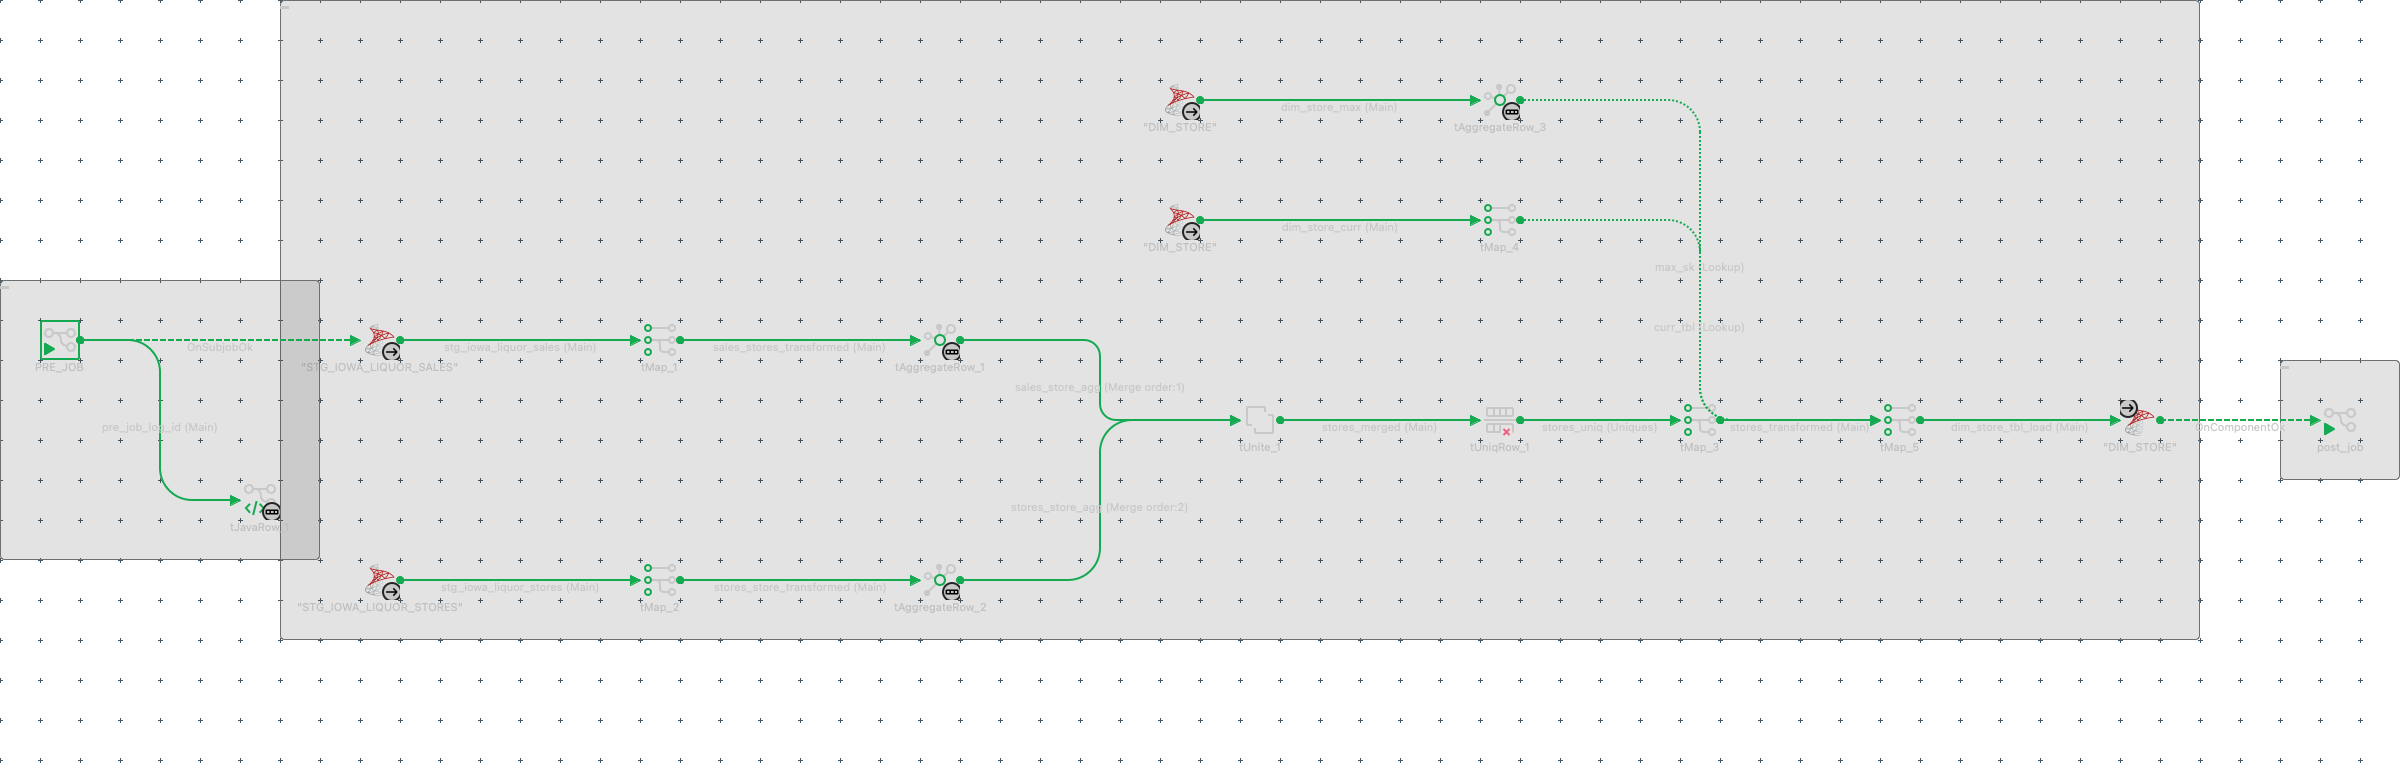 dim_store_max (Main)
"DIM_STORE"
tAggregateRow_3
dim_store_curr (Main)
"DIM_STORE"
tMap_4
max_sk (Lookup)
curr_tbl (Lookup)
PRE_JOB
OnSubjobOk
"STG_IOWA_LIQUOR_SALES"
stg_iowa_liquor_sales (Main)
tMap_1
sales_stores_transformed (Main)
tAggregateRow_1
sales_store_agg (Merge order:1)
pre_job_log_id (Main)
tUnite_1
stores_merged (Main)
tUniqRow_1
stores_uniq (Uniques)
tMap_3
stores_transformed (Main)
tMap_5
dim_store_tbl_load (Main)
"DIM_STORE"
OnComponentOk
post_job
stores_store_agg (Merge order:2)
tJavaRow_1
"STG_IOWA_LIQUOR_STORES"
stg_iowa_liquor_stores (Main)
tMap_2
stores_store_transformed (Main)
tAggregateRow_2